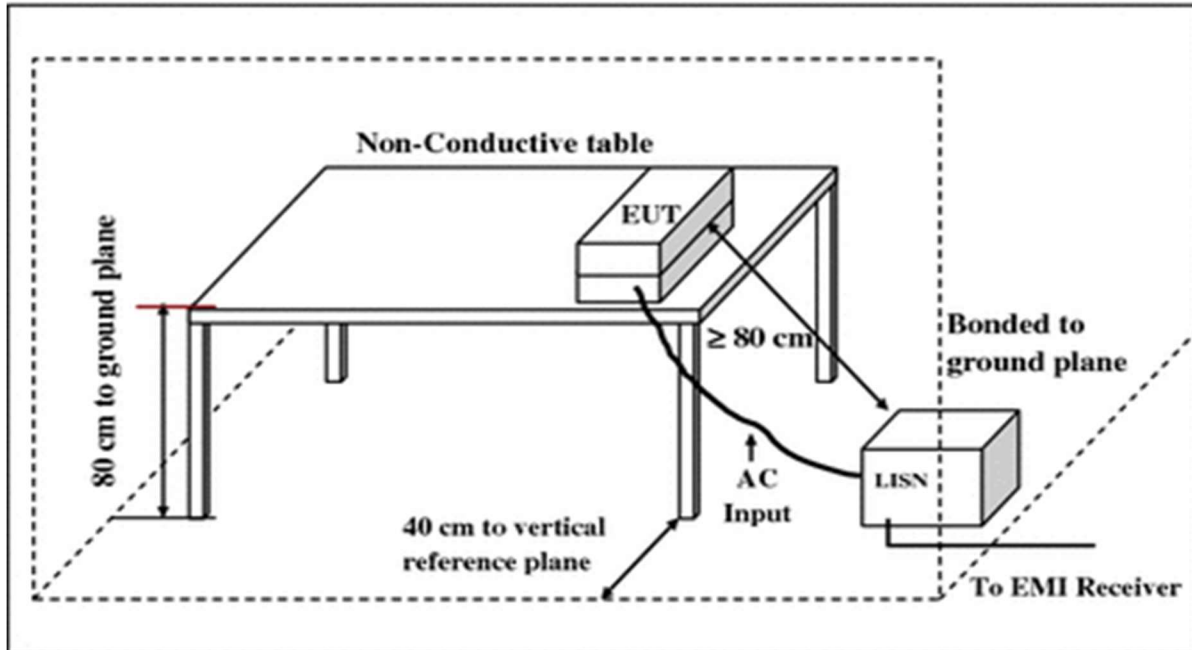 Non-Conductive table
EUT
80 cm to ground plane
≥ 80 cm
Bonded to
ground plane
LISN
AC
Input
40 cm to vertical
reference plane
To EMI Receiver